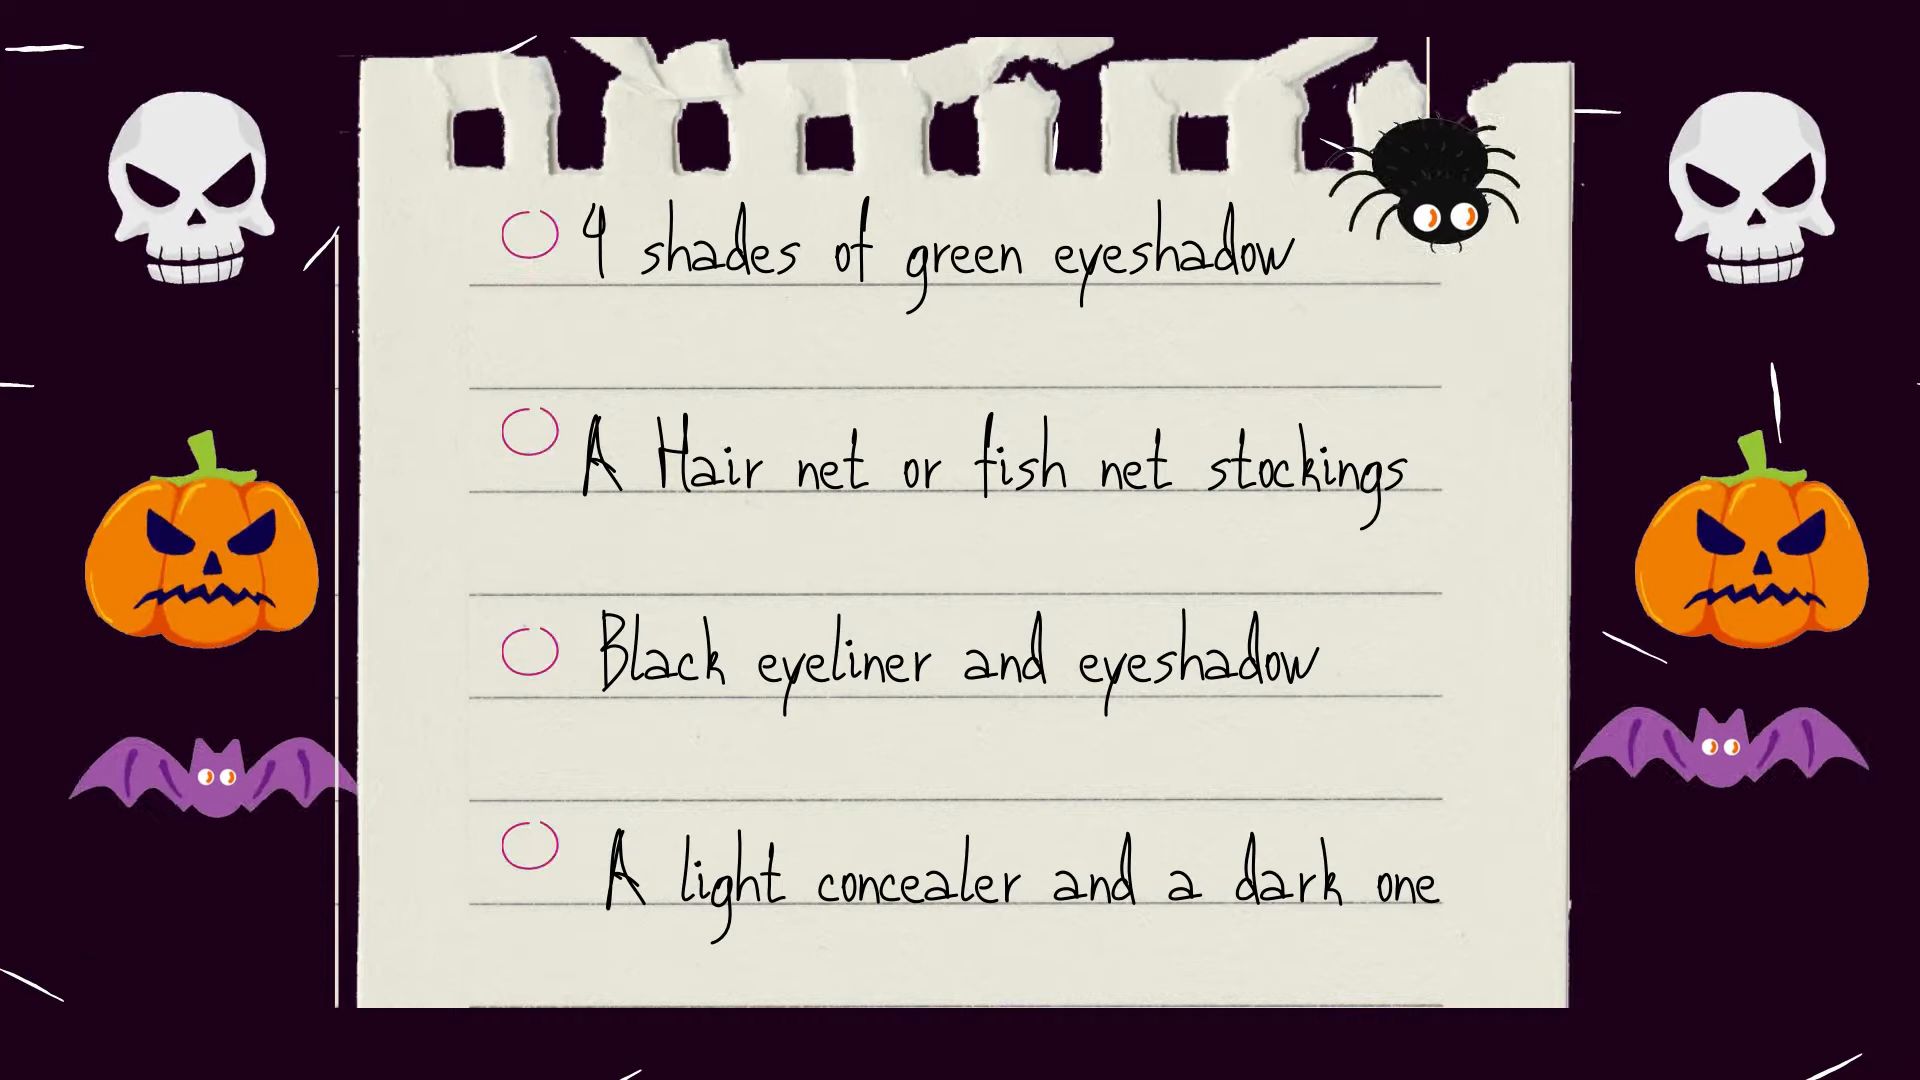 4 shades of green eyeshadow
A Hair net or fish net stockings
Black eyeliner and eyeshadow
A light concealer and a dark one